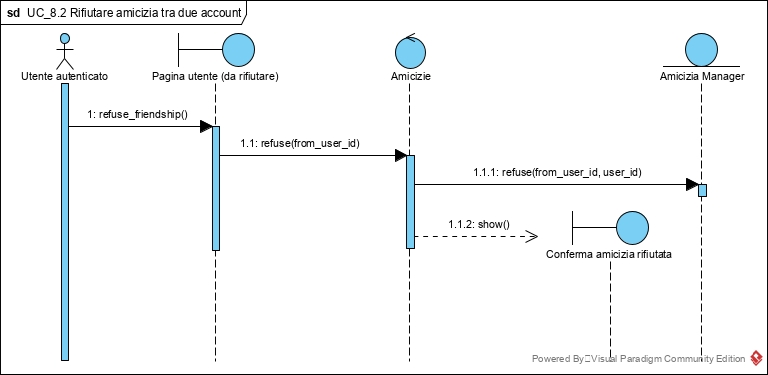 sd UC_8.2 Rifiutare amicizia tra due account
Utente autenticato
Pagina utente (da rifiutare)
Amicizie
Amicizia Manager
1: refuse_friendship()
1.1: refuse(from_user_id)
1.1.1: refuse(from_user_id, user_id)
1.1.2: show()
Conferma amicizia rifiutata
Powered By Visual Paradigm Community Edition